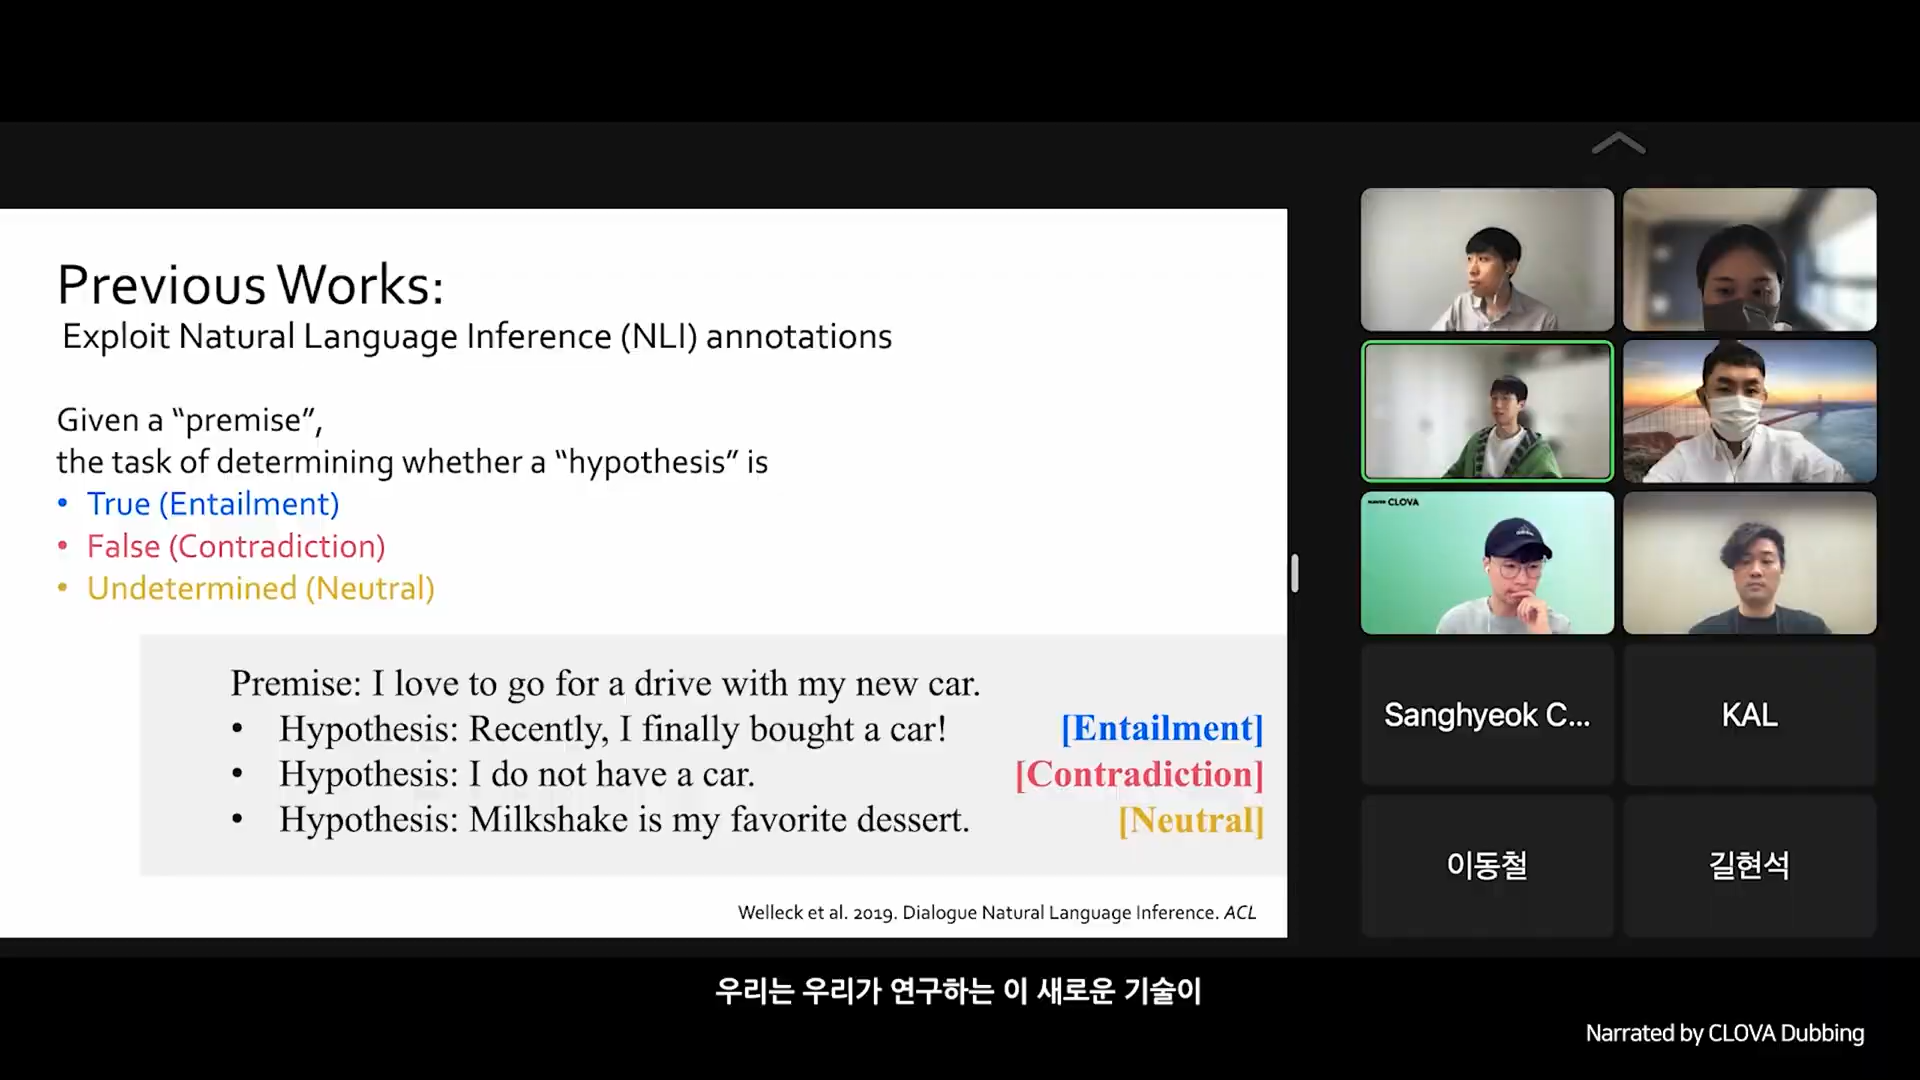 Previous Works:
Exploit Natural Language Inference (NLI) annotations
Given a “premise”,
the task of determining whether a “hypothesis” is
• True (Entailment)
• False (Contradiction)
• Undetermined (Neutral)
Premise: I love to go for a drive with my new car.
• Hypothesis: Recently, I finally bought a car! [Entailment]
• Hypothesis: I do not have a car. [Contradiction]
• Hypothesis: Milkshake is my favorite dessert. [Neutral]
Welleck et al. 2019. Dialogue Natural Language Inference. ACL
CLOVA
Sanghyeok C...
KAL
이동철
길현석
우리는 우리가 연구하는 이 새로운 기술이
Narrated by CLOVA Dubbing